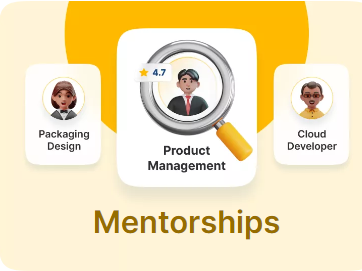 4.7
Packaging
Design
Product
Management
Cloud
Developer
Mentorships